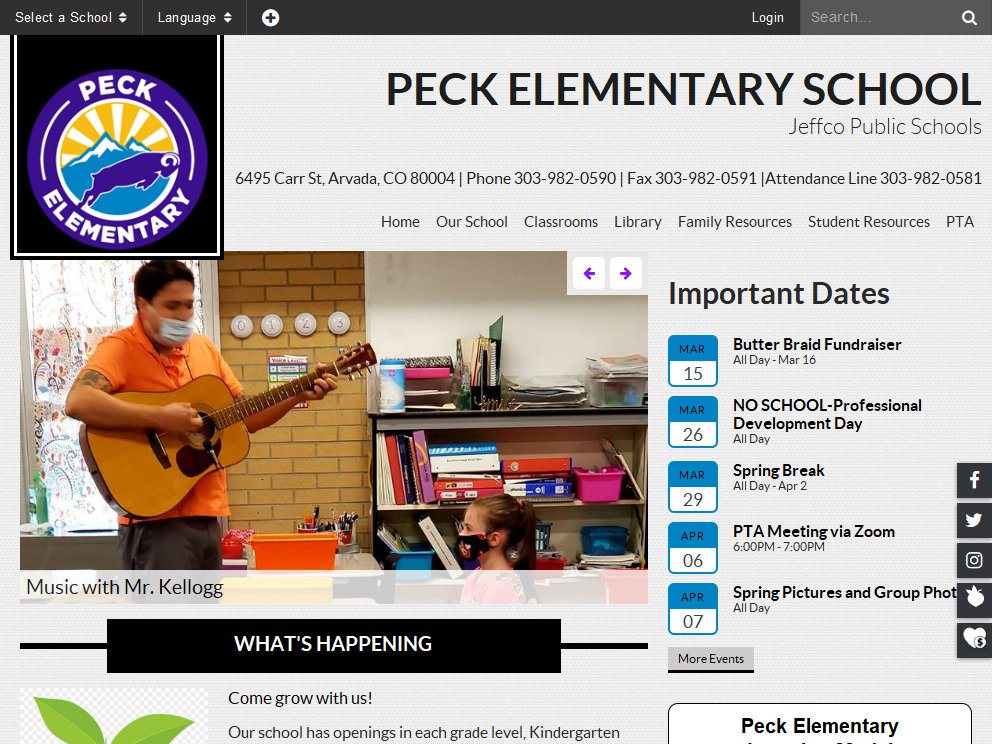 Select a School
Language
Login
Search...
PECK
ELEMENTARY
PECK ELEMENTARY SCHOOL
Jeffco Public Schools
6495 Carr St, Arvada, CO 80004 | Phone 303-982-0590 | Fax 303-982-0591 |Attendance Line 303-982-0581
Home Our School Classrooms Library Family Resources Student Resources PTA
0 1 2 3
Music with Mr. Kellogg
Important Dates
MAR
15
Butter Braid Fundraiser
All Day - Mar 16
MAR
26
NO SCHOOL-Professional
Development Day
All Day
MAR
29
Spring Break
All Day - Apr 2
APR
06
PTA Meeting via Zoom
6:00PM - 7:00PM
APR
07
Spring Pictures and Group Phot
All Day
More Events
WHAT'S HAPPENING
Come grow with us!
Our school has openings in each grade level, Kindergarten
Peck Elementary